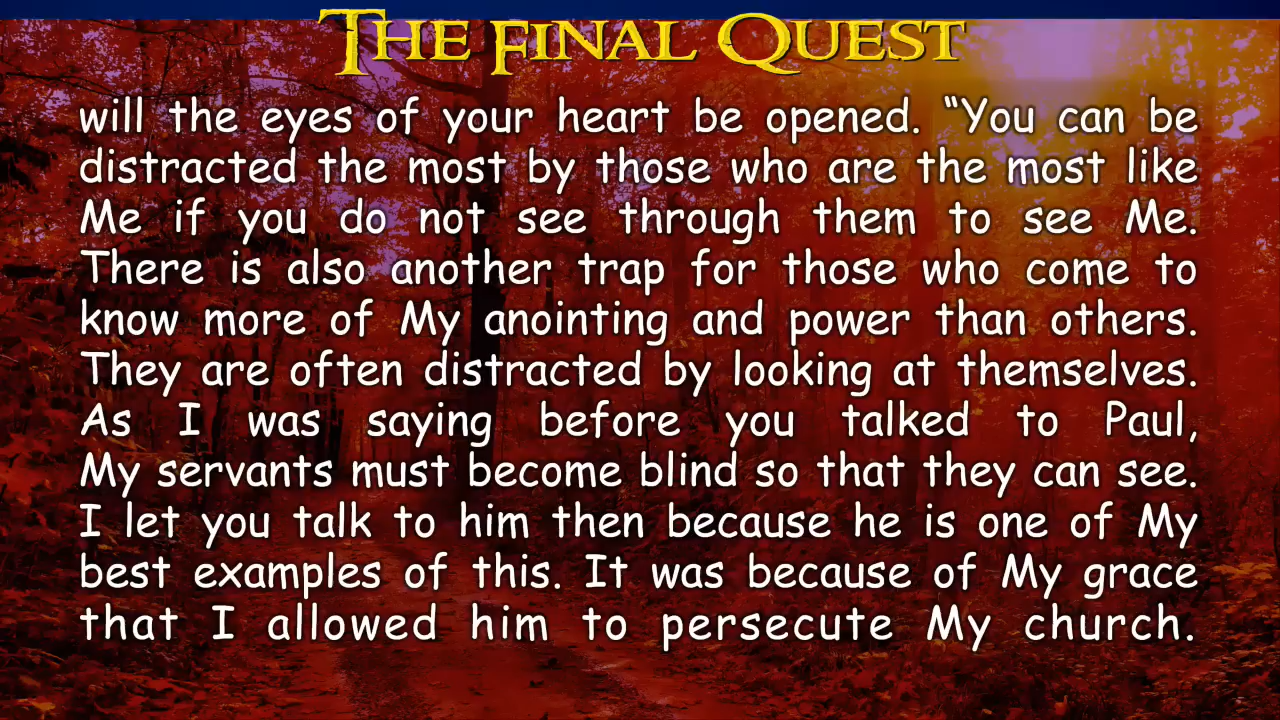 THE FINAL QUEST
will the eyes of your heart be opened. “You can be
distracted the most by those who are the most like
Me if you do not see through them to see Me.
There is also another trap for those who come to
know more of My anointing and power than others.
They are often distracted by looking at themselves.
As I was saying before you talked to Paul,
My servants must become blind so that they can see.
I let you talk to him then because he is one of My
best examples of this. It was because of My grace
that I allowed him to persecute My church.